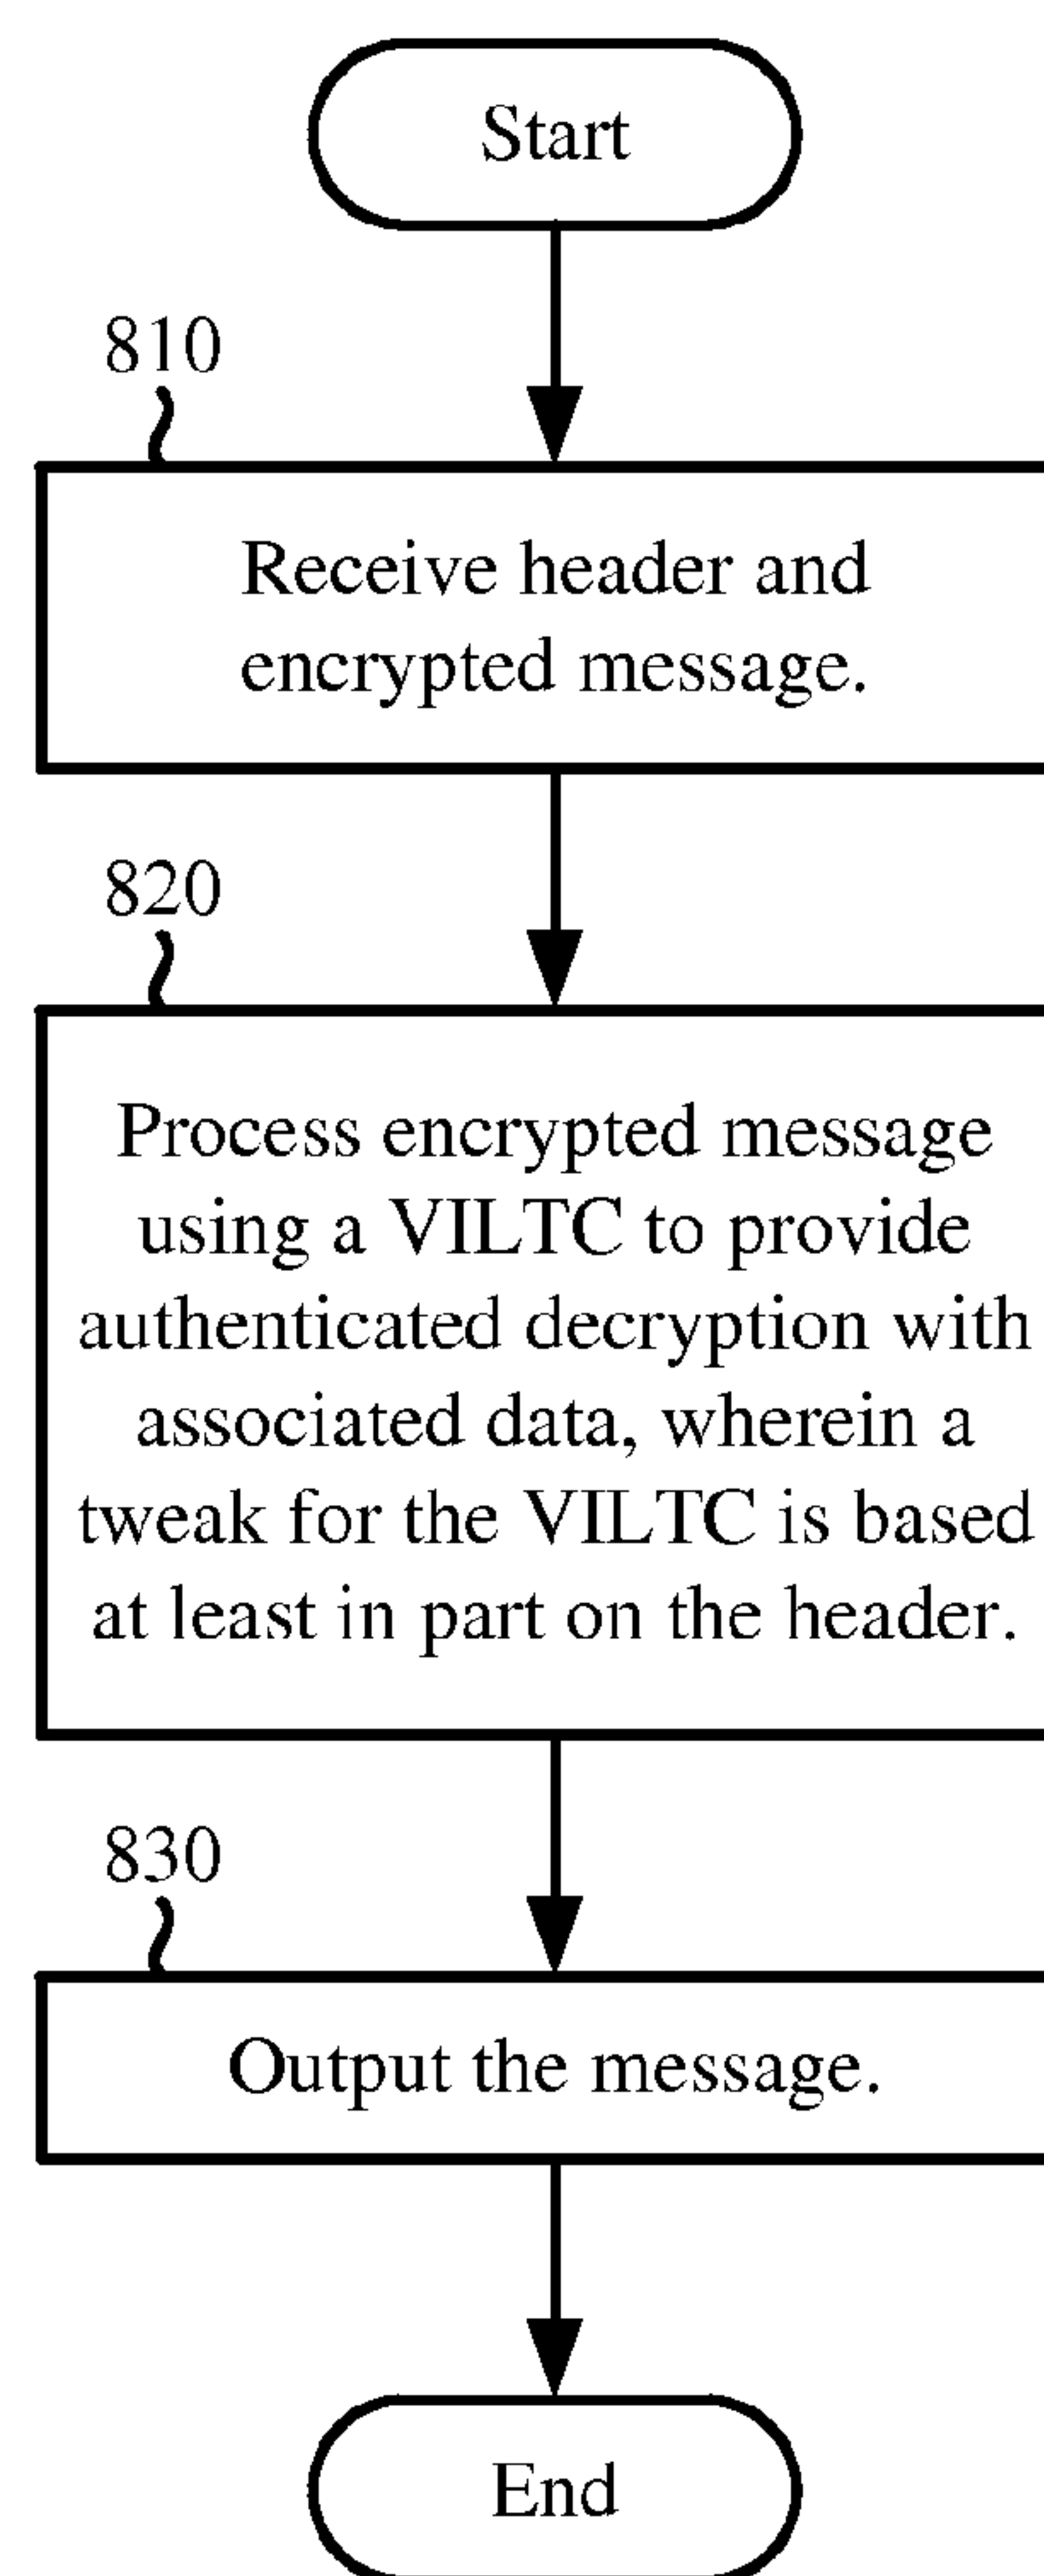 Start
810
Receive header and
encrypted message.
820
Process encrypted message
using a VILTC to provide
authenticated decryption with
associated data, wherein a
tweak for the VILTC is based
at least in part on the header.
830
Output the message.
End